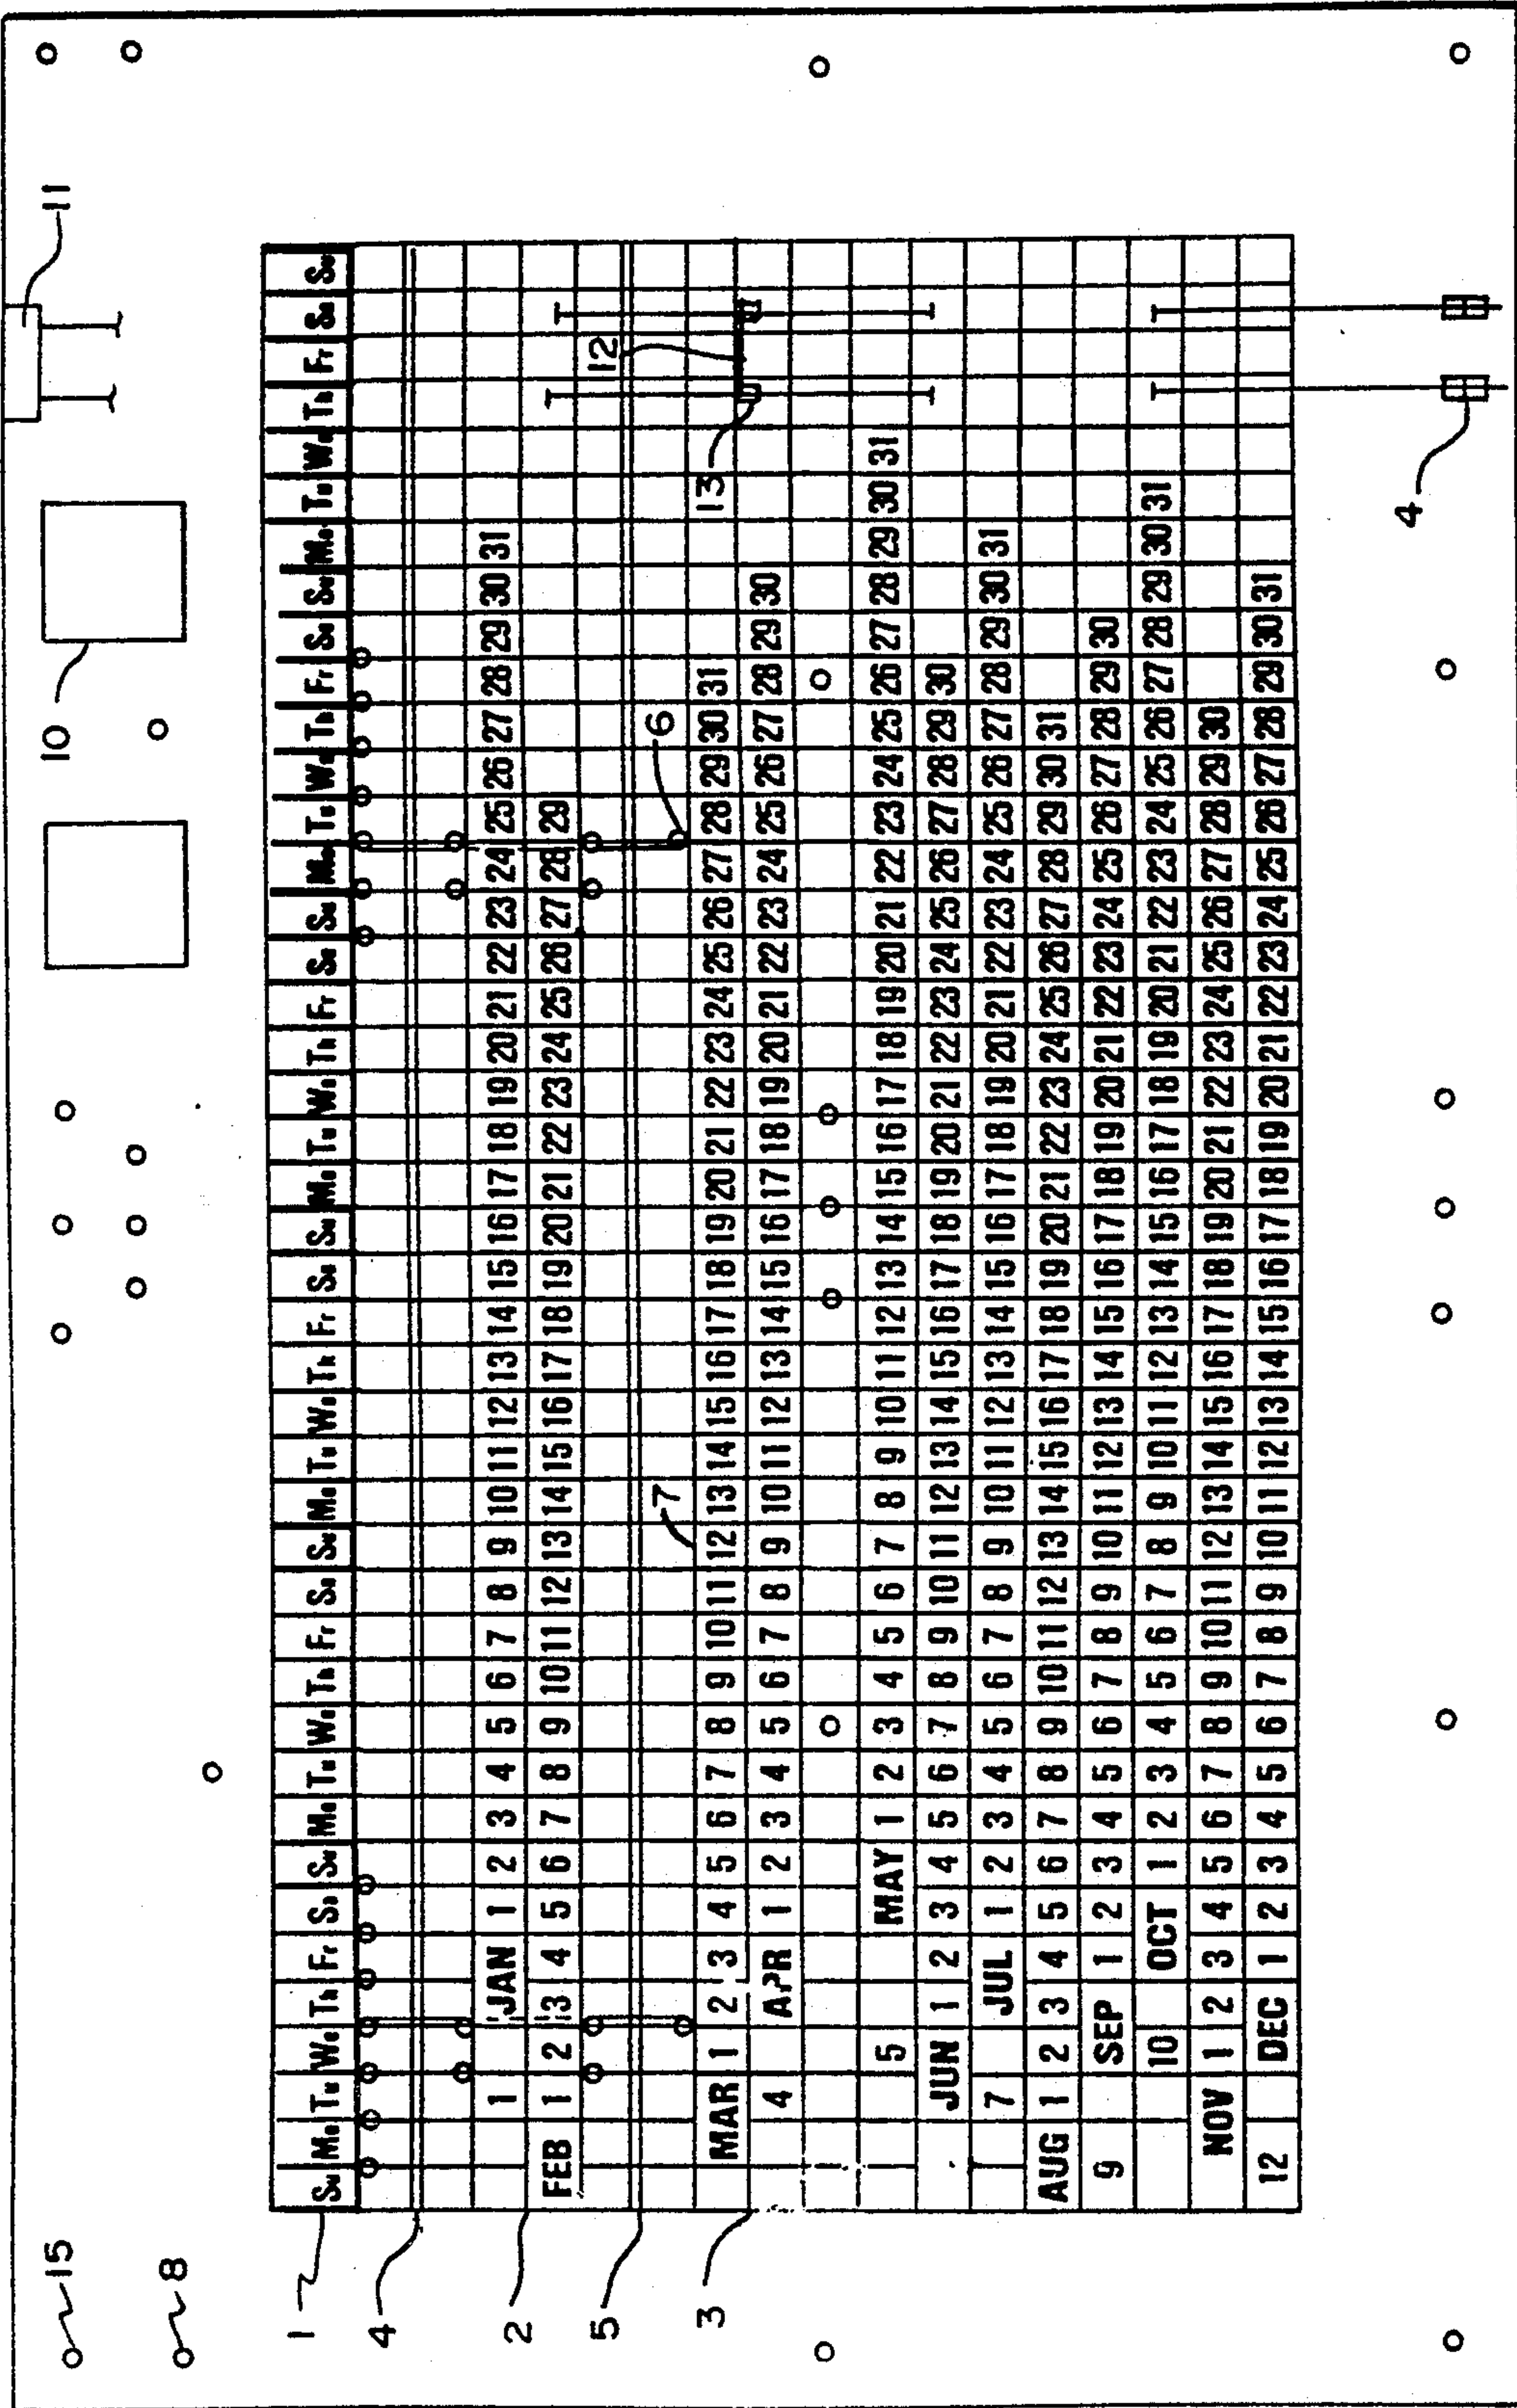 15 10 11
8
1 Su Mo Tu We Th Fr Sa Su Mo Tu We Th Fr Sa Su Mo Tu We Th Fr Sa Su Mo Tu We Th Fr Sa Su Mo Tu We Th Fr Sa Su Mo Tu We Th Fr Sa Su
4
2 1 JAN 1 2 3 4 5 6 7 8 9 10 11 12 13 14 15 16 17 18 19 20 21 22 23 24 25 26 27 28 29 30 31
FEB 1 2 3 4 5 6 7 8 9 10 11 12 13 14 15 16 17 18 19 20 21 22 23 24 25 26 27 28 29
5 12
7 6
3 MAR 1 2 3 4 5 6 7 8 9 10 11 12 13 14 15 16 17 18 19 20 21 22 23 24 25 26 27 28 29 30 31 13
4 APR 1 2 3 4 5 6 7 8 9 10 11 12 13 14 15 16 17 18 19 20 21 22 23 24 25 26 27 28 29 30
5 MAY 1 2 3 4 5 6 7 8 9 10 11 12 13 14 15 16 17 18 19 20 21 22 23 24 25 26 27 28 29 30 31
JUN 1 2 3 4 5 6 7 8 9 10 11 12 13 14 15 16 17 18 19 20 21 22 23 24 25 26 27 28 29 30
7 JUL 1 2 3 4 5 6 7 8 9 10 11 12 13 14 15 16 17 18 19 20 21 22 23 24 25 26 27 28 29 30 31
AUG 1 2 3 4 5 6 7 8 9 10 11 12 13 14 15 16 17 18 19 20 21 22 23 24 25 26 27 28 29 30 31
9 SEP 1 2 3 4 5 6 7 8 9 10 11 12 13 14 15 16 17 18 19 20 21 22 23 24 25 26 27 28 29 30
10 OCT 1 2 3 4 5 6 7 8 9 10 11 12 13 14 15 16 17 18 19 20 21 22 23 24 25 26 27 28 29 30 31
NOV 1 2 3 4 5 6 7 8 9 10 11 12 13 14 15 16 17 18 19 20 21 22 23 24 25 26 27 28 29 30
12 DEC 1 2 3 4 5 6 7 8 9 10 11 12 13 14 15 16 17 18 19 20 21 22 23 24 25 26 27 28 29 30 31
4